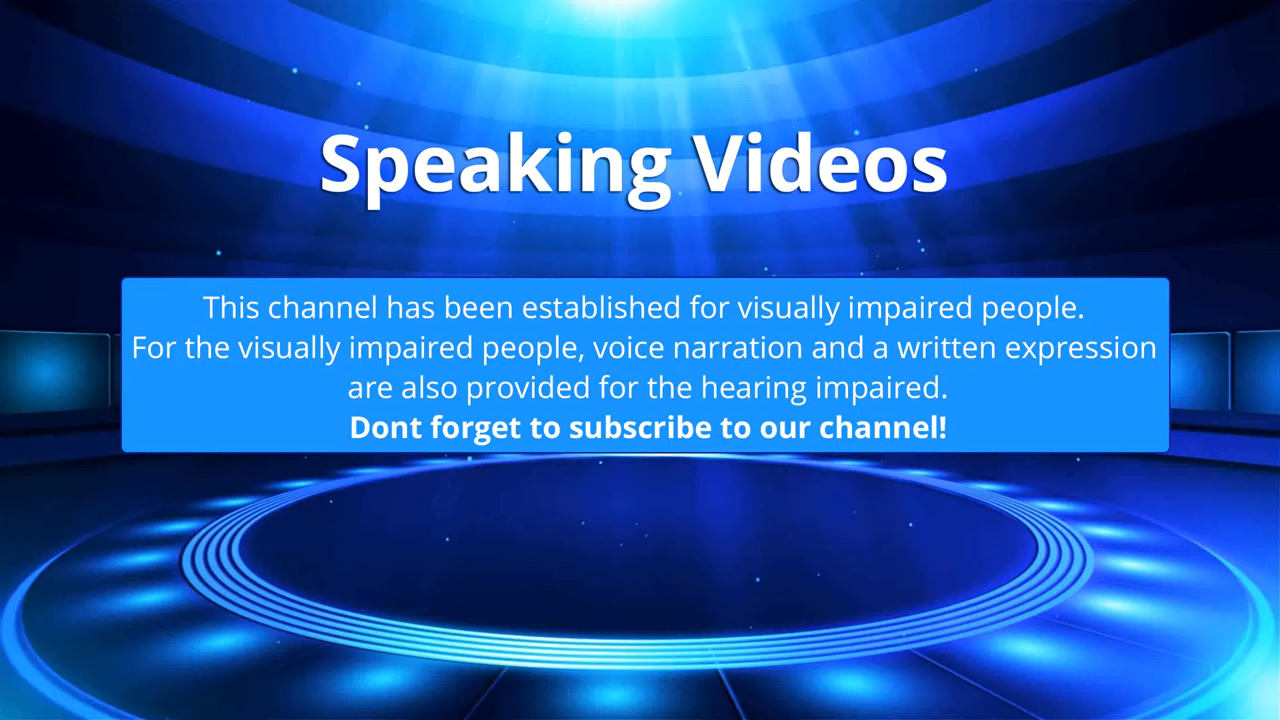 Speaking Videos
This channel has been established for visually impaired people.
For the visually impaired people, voice narration and a written expression
are also provided for the hearing impaired.
Dont forget to subscribe to our channel!